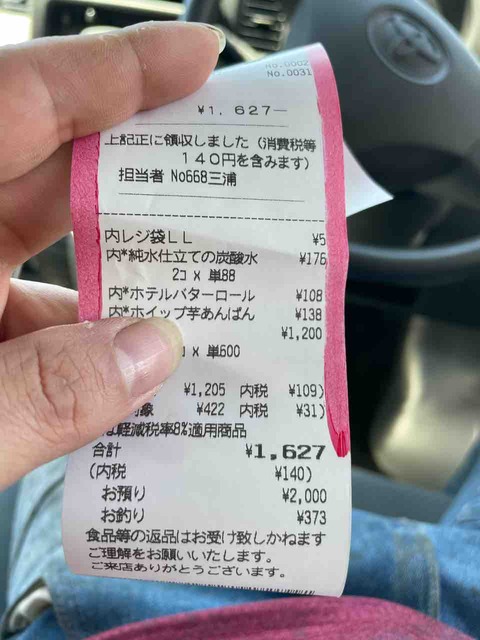 No.0002
No.0031
¥1,627−
上記正に領収しました（消費税等
１４０円を含みます）
担当者 No668三浦
内レジ袋ＬＬ ¥5
内*純水仕立ての炭酸水 ¥176
2コ x 単88
内*ホテルバターロール ¥108
内*ホイップ芋あんぱん ¥138
¥1,200
x 単600
¥1,205 内税 ¥109)
象 ¥422 内税 ¥31)
軽減税率8%適用商品
合計 ¥1,627
(内税 ¥140)
お預り ¥2,000
お釣り ¥373
食品等の返品はお受け致しかねます
ご理解をお願いいたします。
ご来店ありがとうございます。